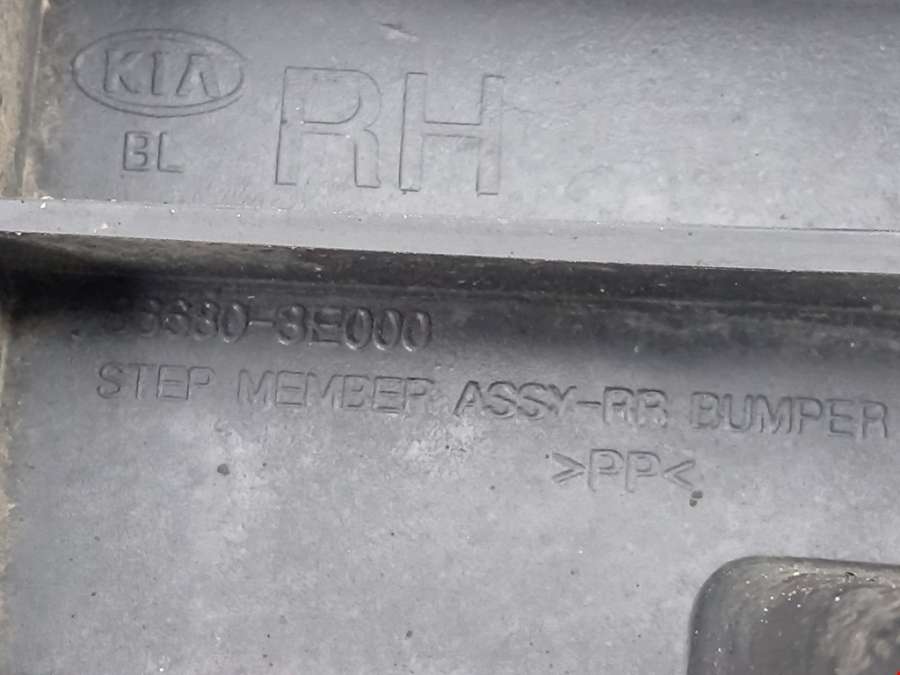 KIA
RH
BL
86680-3E000
STEP MEMBER ASSY-RR BUMPER
>PP<